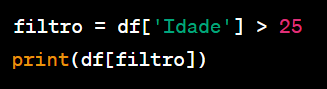 filtro = df['Idade'] > 25
print(df[filtro])